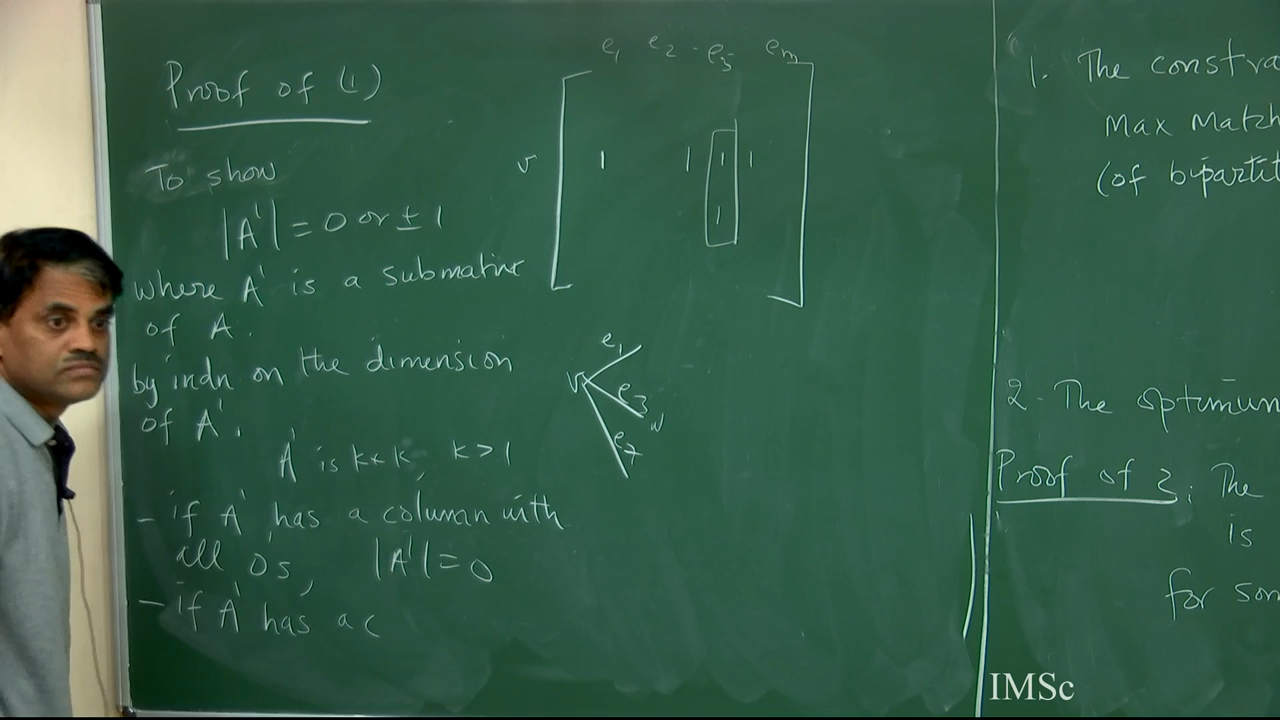 Proof of (1)
To show
|A'| = 0 or ± 1
where A' is a submatrix
of A.
by indn on the dimension
of A'.
A' is k×k, k > 1
- if A' has a column with
all 0s, |A'| = 0
- if A' has a c
e1 e2 - e3 em
v 1 1 1 1
1
e1
v e3
w
e7
1. The constra
Max Match
(of bipartit
2. The optimum
Proof of 2: The
is
for som
IMSc